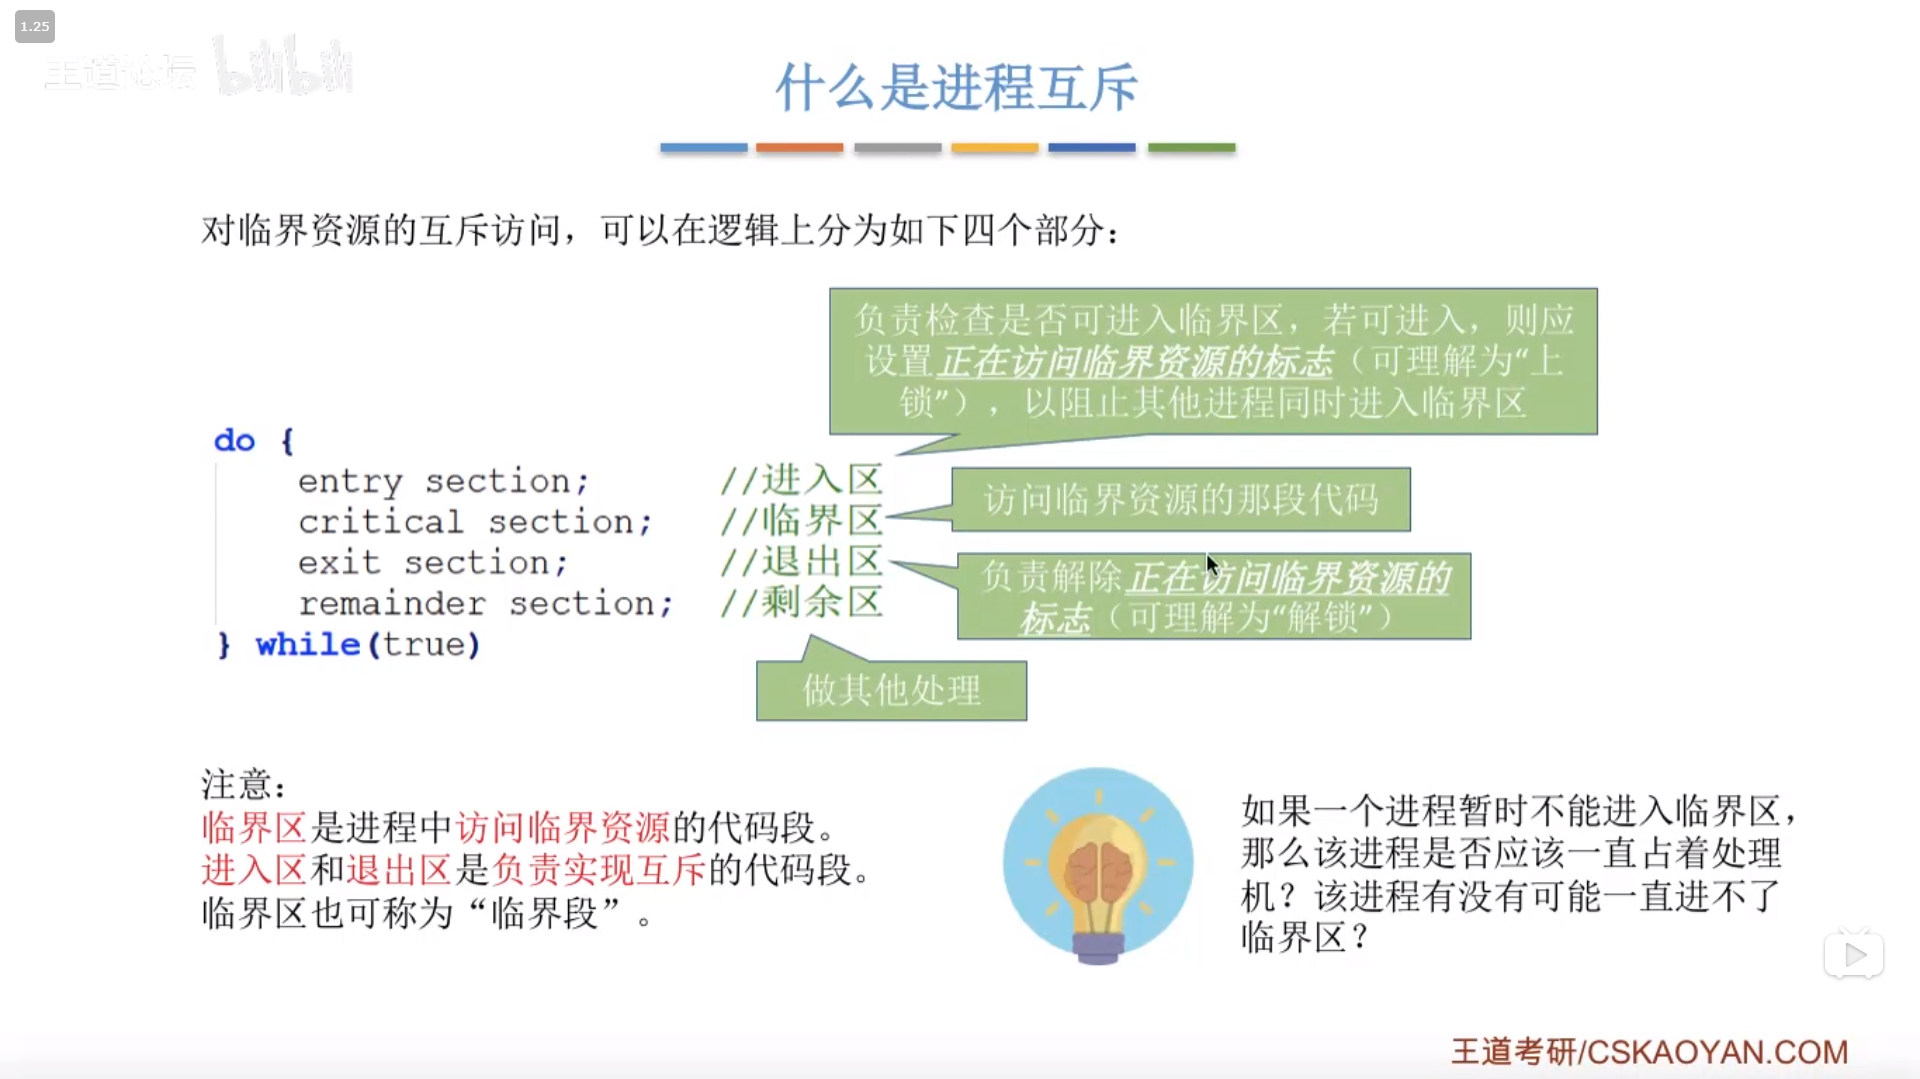 1.25
王道论坛 bilibili
什么是进程互斥
对临界资源的互斥访问，可以在逻辑上分为如下四个部分：
负责检查是否可进入临界区，若可进入，则应
设置正在访问临界资源的标志（可理解为“上
锁”），以阻止其他进程同时进入临界区
do {
entry section; //进入区
critical section; //临界区
exit section; //退出区
remainder section; //剩余区
} while(true)
访问临界资源的那段代码
负责解除正在访问临界资源的
标志（可理解为“解锁”）
做其他处理
注意：
临界区是进程中访问临界资源的代码段。
进入区和退出区是负责实现互斥的代码段。
临界区也可称为“临界段”。
如果一个进程暂时不能进入临界区，
那么该进程是否应该一直占着处理
机？该进程有没有可能一直进不了
临界区？
王道考研/CSKAOYAN.COM